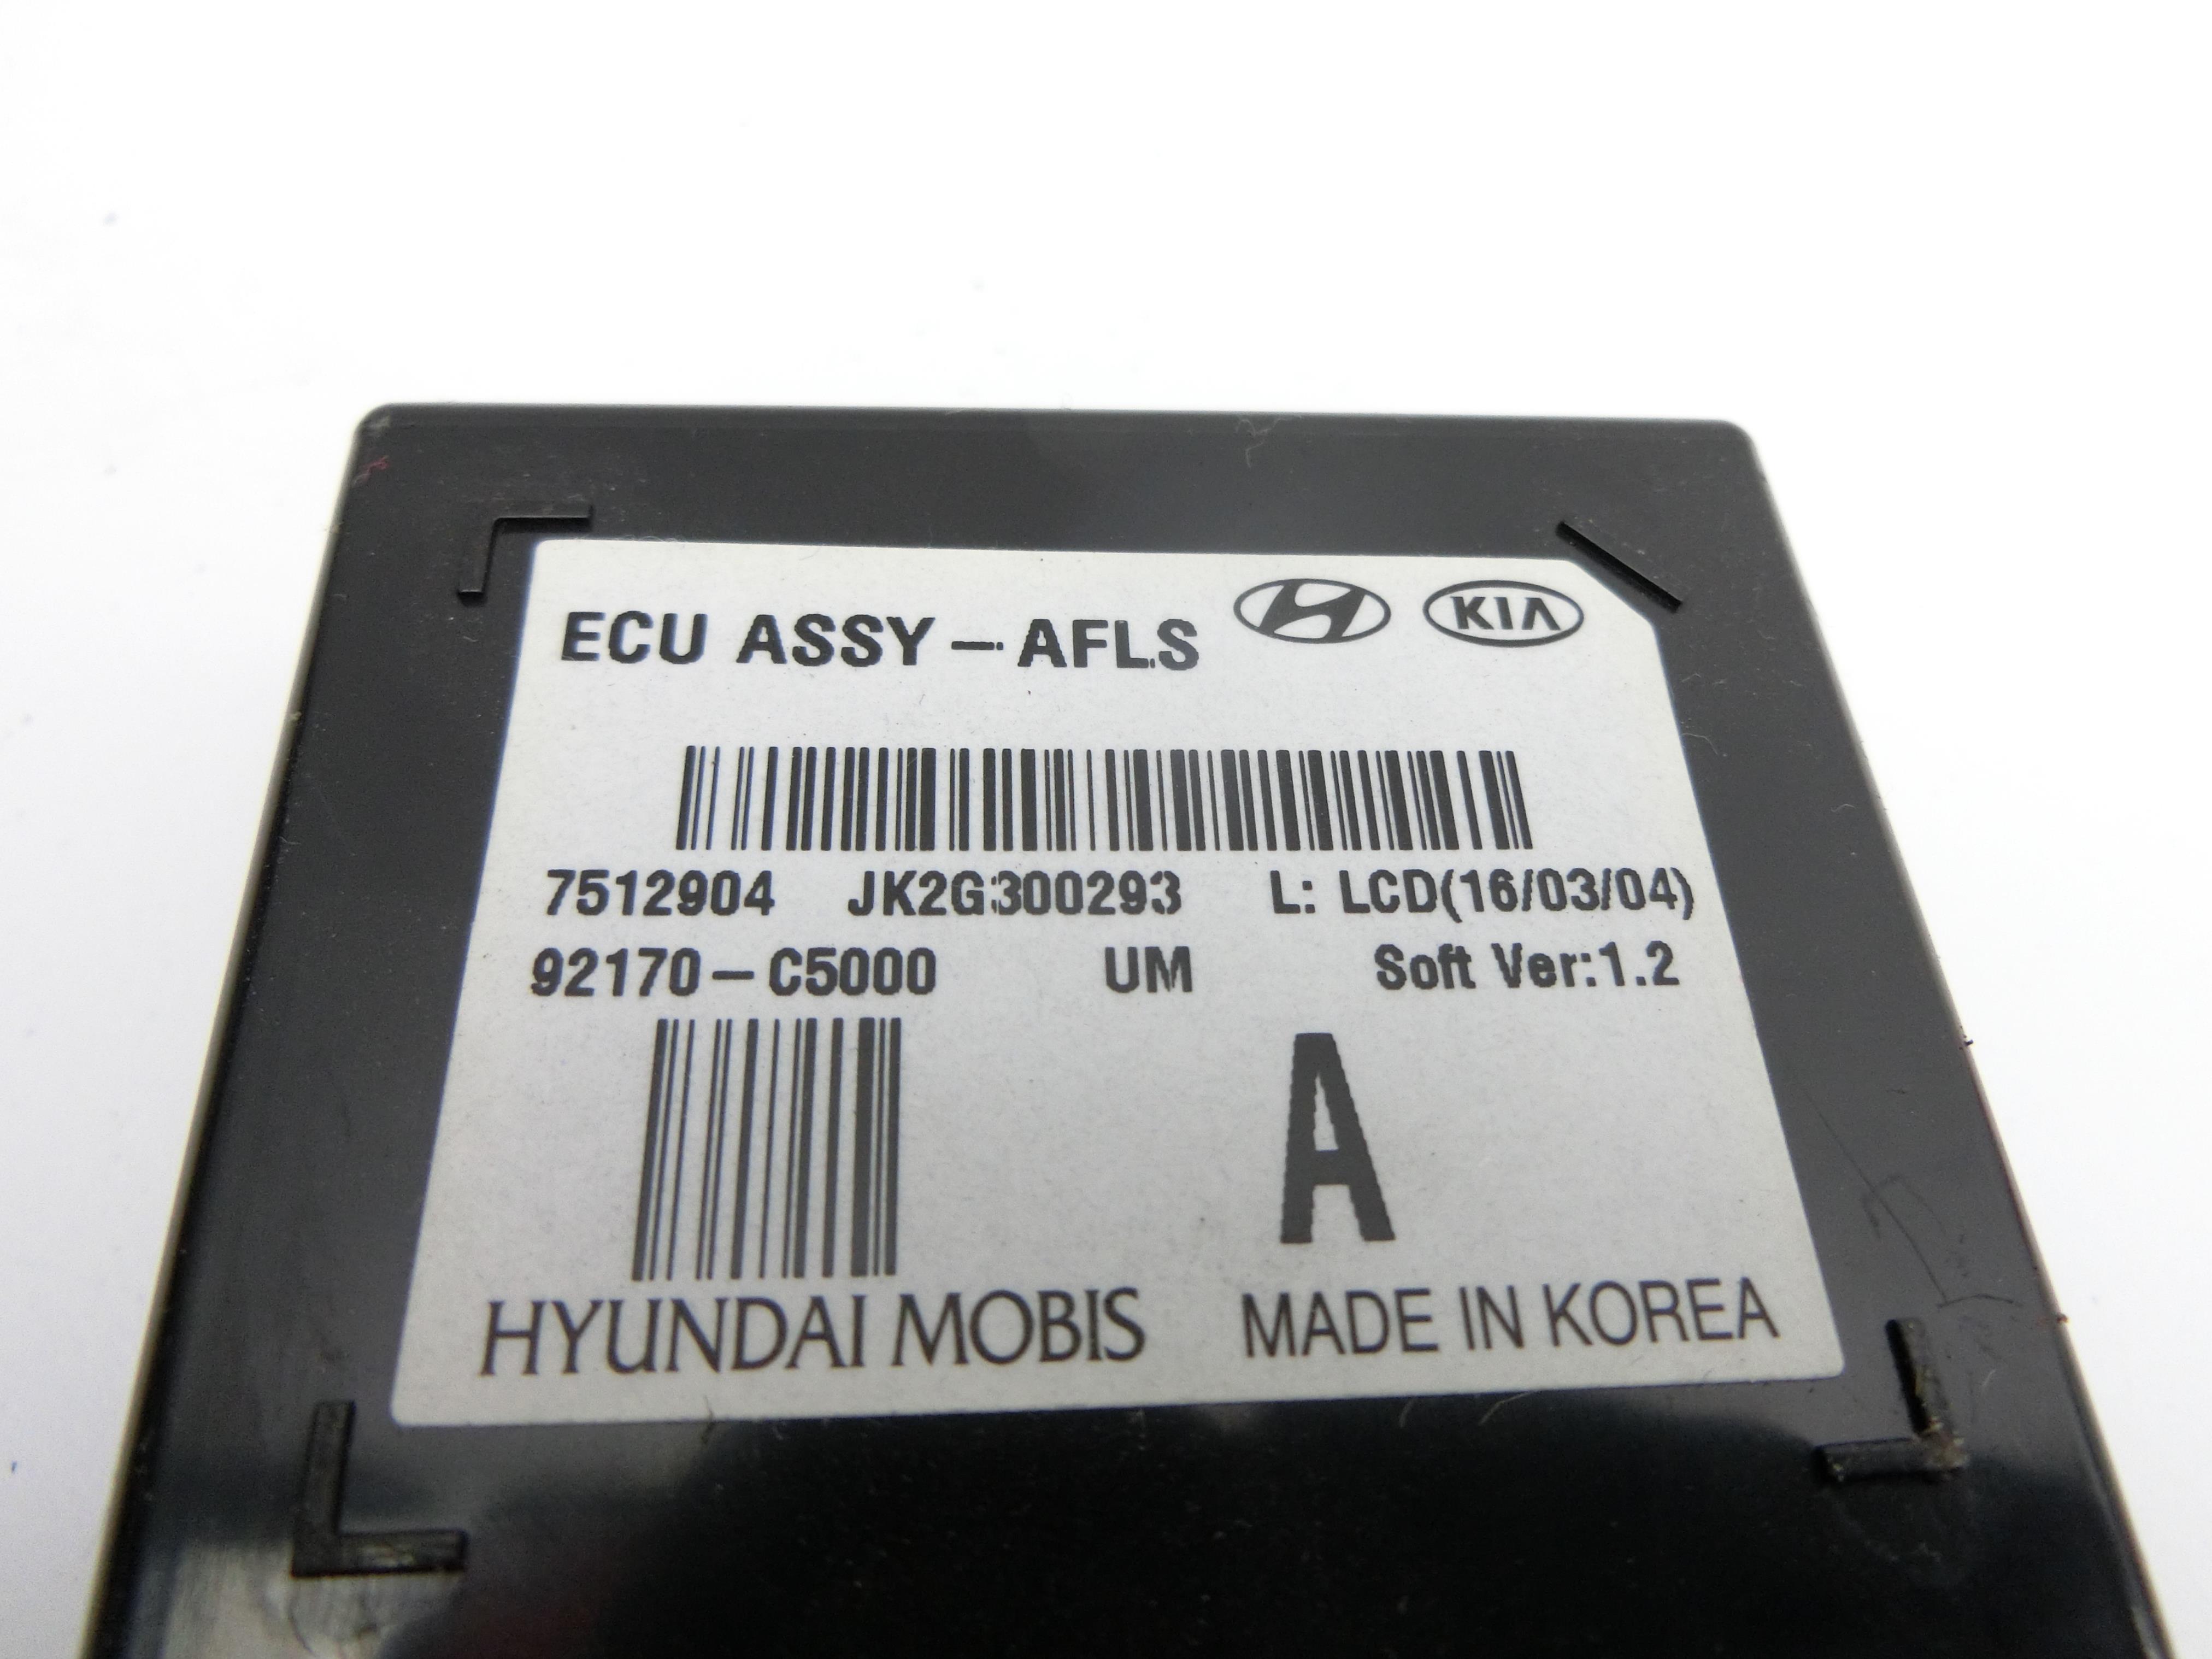 ECU ASSY-AFLS KIA
7512904 JK2G300293 L: LCD(16/03/04)
92170-C5000 UM Soft Ver:1.2
A
HYUNDAI MOBIS MADE IN KOREA